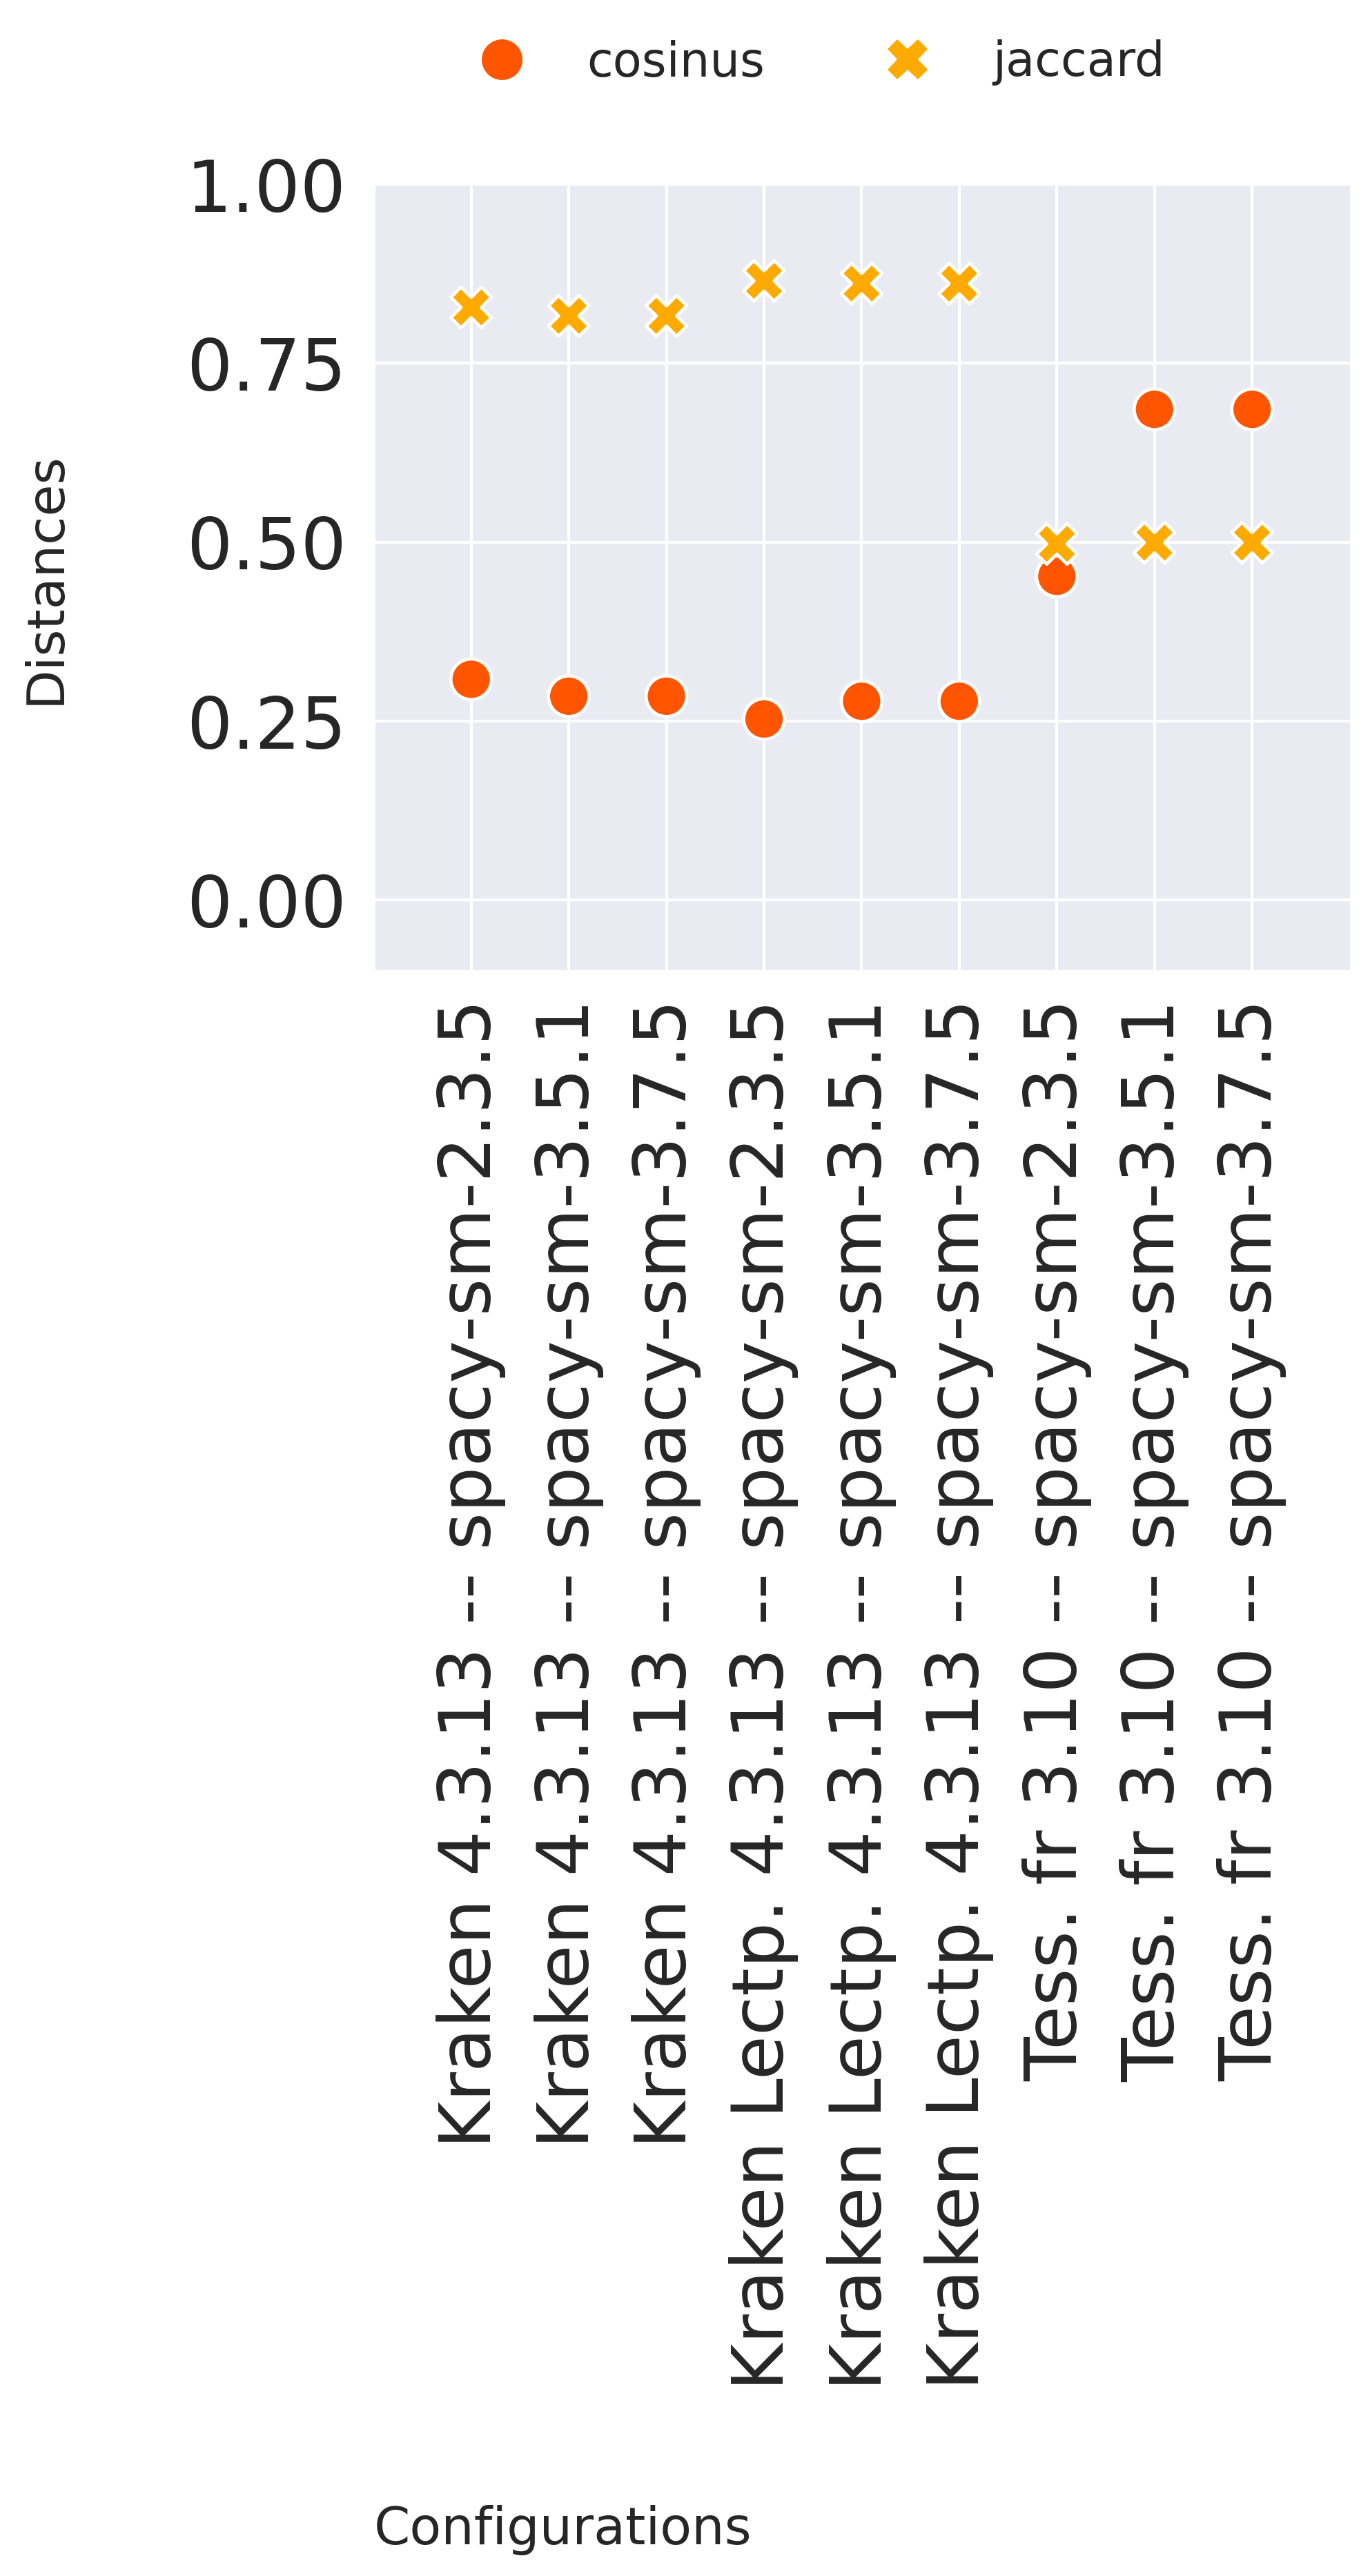 cosinus jaccard
1.00
0.75
0.50
0.25
0.00
Distances
Kraken 4.3.13 -- spacy-sm-2.3.5
Kraken 4.3.13 -- spacy-sm-3.5.1
Kraken 4.3.13 -- spacy-sm-3.7.5
Kraken Lectp. 4.3.13 -- spacy-sm-2.3.5
Kraken Lectp. 4.3.13 -- spacy-sm-3.5.1
Kraken Lectp. 4.3.13 -- spacy-sm-3.7.5
Tess. fr 3.10 -- spacy-sm-2.3.5
Tess. fr 3.10 -- spacy-sm-3.5.1
Tess. fr 3.10 -- spacy-sm-3.7.5
Configurations